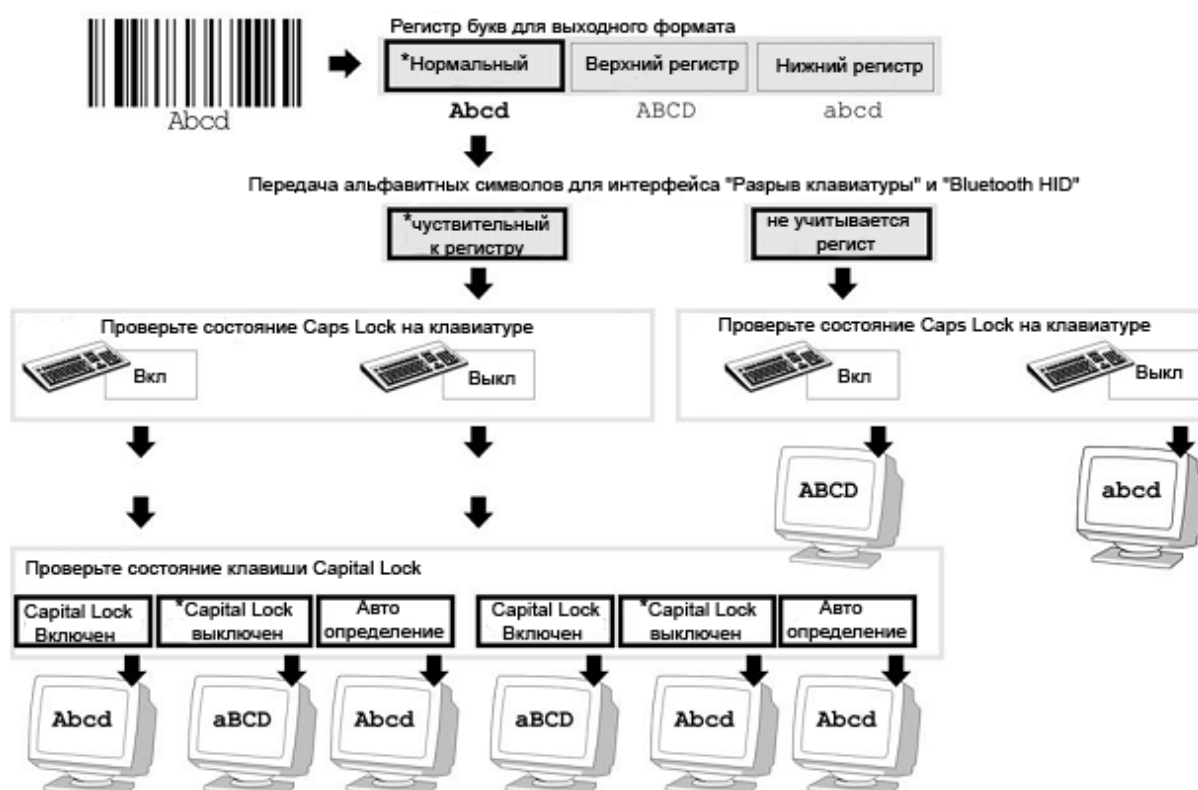 Регистр букв для выходного формата
*Нормальный
Верхний регистр
Нижний регистр
Abcd
Abcd
ABCD
abcd
Передача альфавитных символов для интерфейса "Разрыв клавиатуры" и "Bluetooth HID"
*чуствительный
к регистру
не учитывается
регист
Проверьте состояние Caps Lock на клавиатуре
Вкл
Выкл
Проверьте состояние Caps Lock на клавиатуре
Вкл
Выкл
ABCD
abcd
Проверьте состояние клавиши Capital Lock
Capital Lock
Включен
*Capital Lock
выключен
Авто
определение
Capital Lock
Включен
*Capital Lock
выключен
Авто
определение
Abcd
aBCD
Abcd
aBCD
Abcd
Abcd